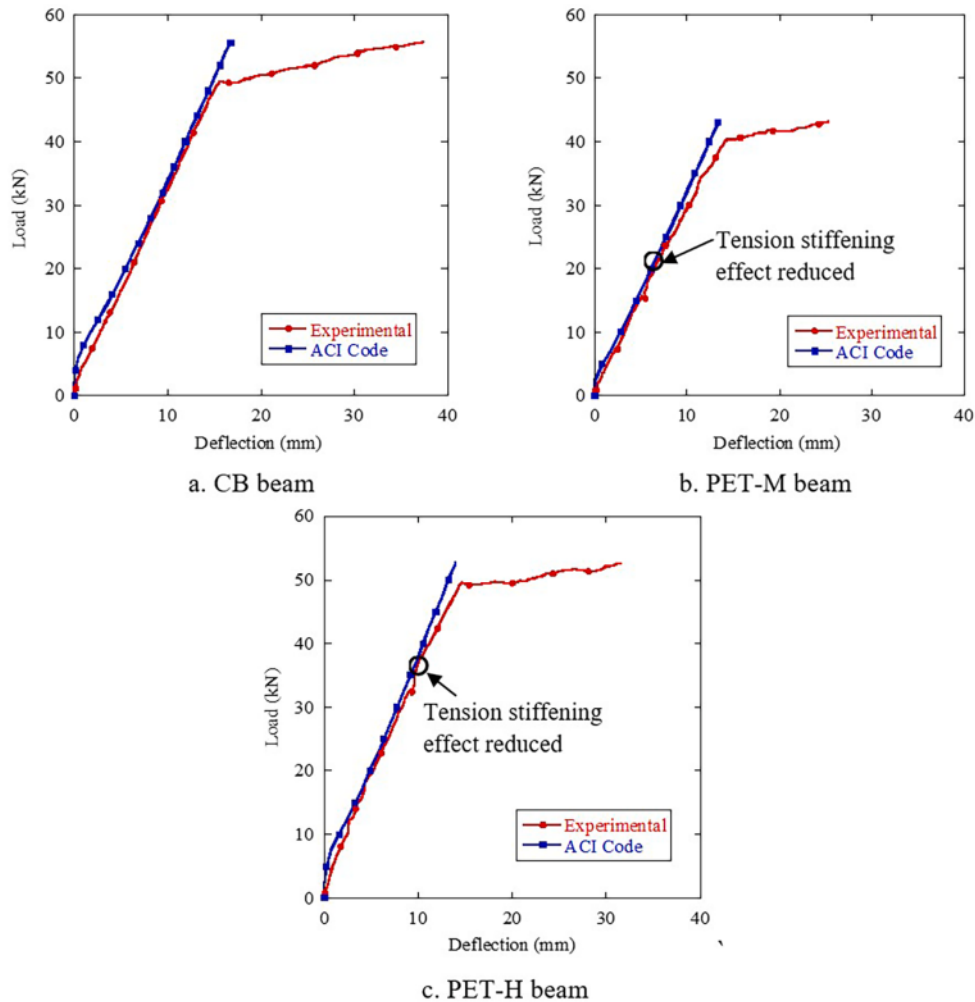 60
50
40
30
20
10
0
Load (kN)
Experimental
ACI Code
0 10 20 30 40
Deflection (mm)
a. CB beam
60
50
40
30
20
10
0
Load (kN)
Tension stiffening
effect reduced
Experimental
ACI Code
0 10 20 30 40
Deflection (mm)
b. PET-M beam
60
50
40
30
20
10
0
Load (kN)
Tension stiffening
effect reduced
Experimental
ACI Code
0 10 20 30 40
Deflection (mm)
c. PET-H beam